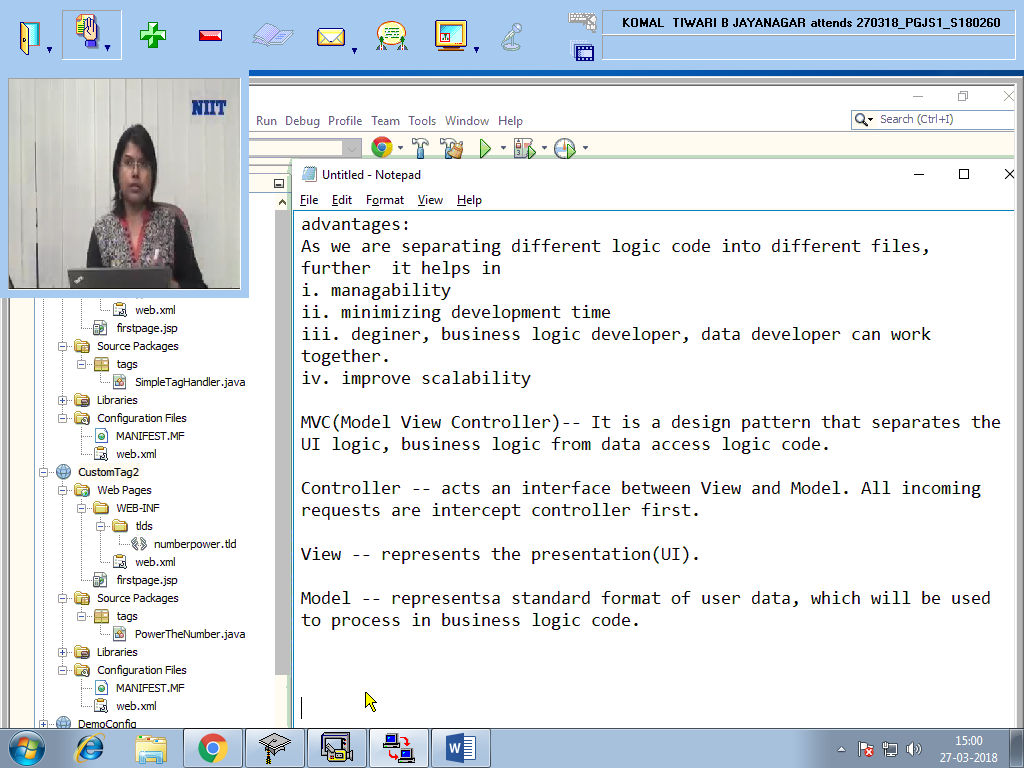 KOMAL TIWARI B JAYANAGAR attends 270318_PGJS1_S180260
NIIT
Run Debug Profile Team Tools Window Help
Search (Ctrl+I)
Untitled - Notepad
File Edit Format View Help
advantages:
As we are separating different logic code into different files,
further it helps in
i. managability
ii. minimizing development time
iii. deginer, business logic developer, data developer can work
together.
iv. improve scalability
MVC(Model View Controller)-- It is a design pattern that separates the
UI logic, business logic from data access logic code.
Controller -- acts an interface between View and Model. All incoming
requests are intercept controller first.
View -- represents the presentation(UI).
Model -- representsa standard format of user data, which will be used
to process in business logic code.
web.xml
firstpage.jsp
Source Packages
tags
SimpleTagHandler.java
Libraries
Configuration Files
MANIFEST.MF
web.xml
CustomTag2
Web Pages
WEB-INF
tlds
numberpower.tld
web.xml
firstpage.jsp
Source Packages
tags
PowerTheNumber.java
Libraries
Configuration Files
MANIFEST.MF
web.xml
DemoConfig
15:00
27-03-2018